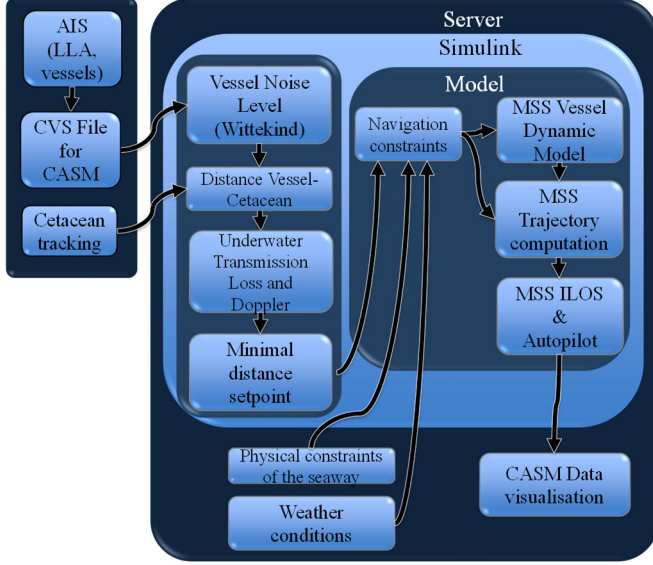 Server
Simulink
Model
AIS
(LLA,
vessels)
CVS File
for
CASM
Cetacean
tracking
Vessel Noise
Level
(Wittekind)
Distance Vessel-
Cetacean
Underwater
Transmission
Loss and
Doppler
Minimal
distance
setpoint
Navigation
constraints
MSS Vessel
Dynamic
Model
MSS
Trajectory
computation
MSS ILOS
&
Autopilot
Physical constraints
of the seaway
Weather
conditions
CASM Data
visualisation